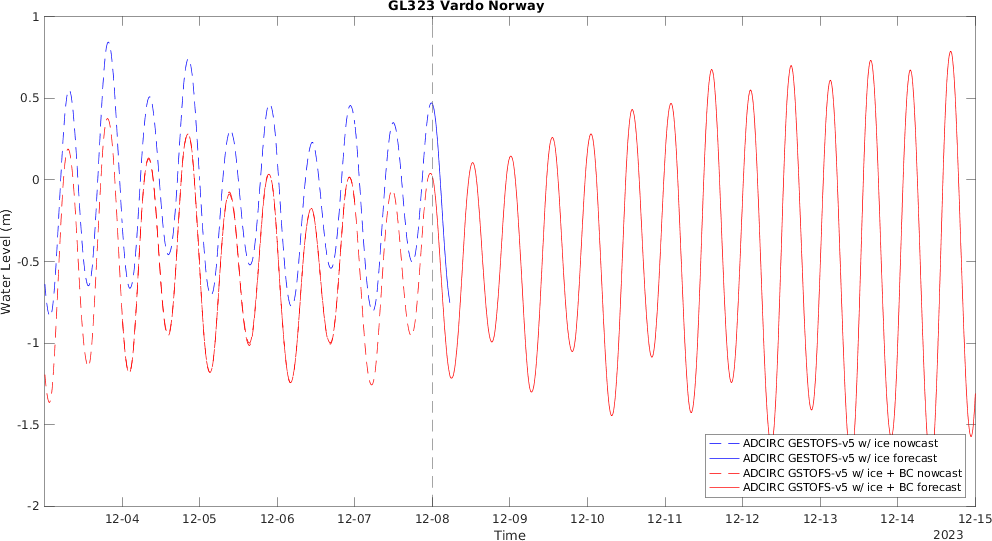 GL323 Vardo Norway
1
0.5
0
-0.5
-1
-1.5
-2
Water Level (m)
ADCIRC GESTOFS-v5 w/ ice nowcast
ADCIRC GESTOFS-v5 w/ ice forecast
ADCIRC GSTOFS-v5 w/ ice + BC nowcast
ADCIRC GSTOFS-v5 w/ ice + BC forecast
12-04 12-05 12-06 12-07 12-08 12-09 12-10 12-11 12-12 12-13 12-14 12-15
Time
2023